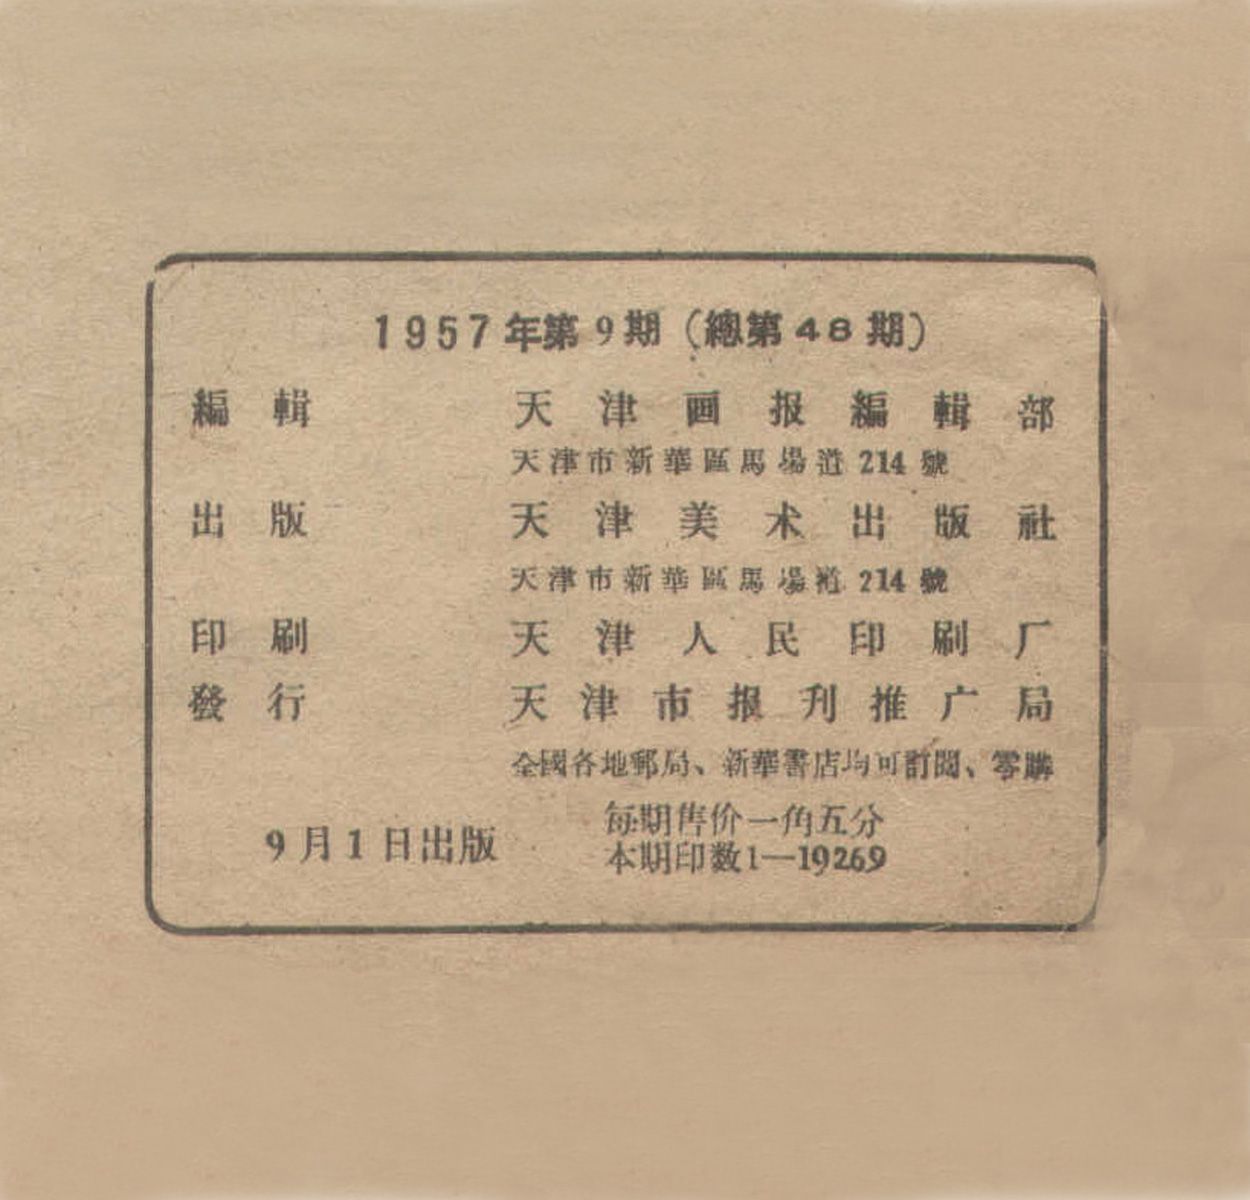 1957年第9期(總第48期)
編輯 天津画报編輯部
天津市新華區馬場道214號
出版 天津美术出版社
天津市新華區馬場道214號
印刷 天津人民印刷厂
發行 天津市报刊推广局
全國各地郵局、新華書店均可訂閱、零購
每期售价一角五分
9月1日出版
本期印数1—19269